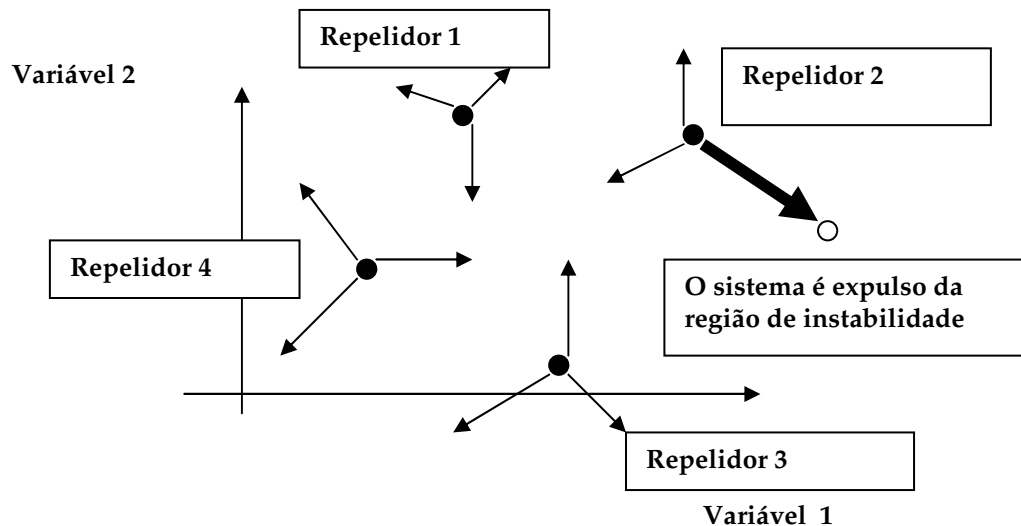 Repelidor 1
Variável 2
Repelidor 2
Repelidor 4
O sistema é expulso da
região de instabilidade
Repelidor 3
Variável 1